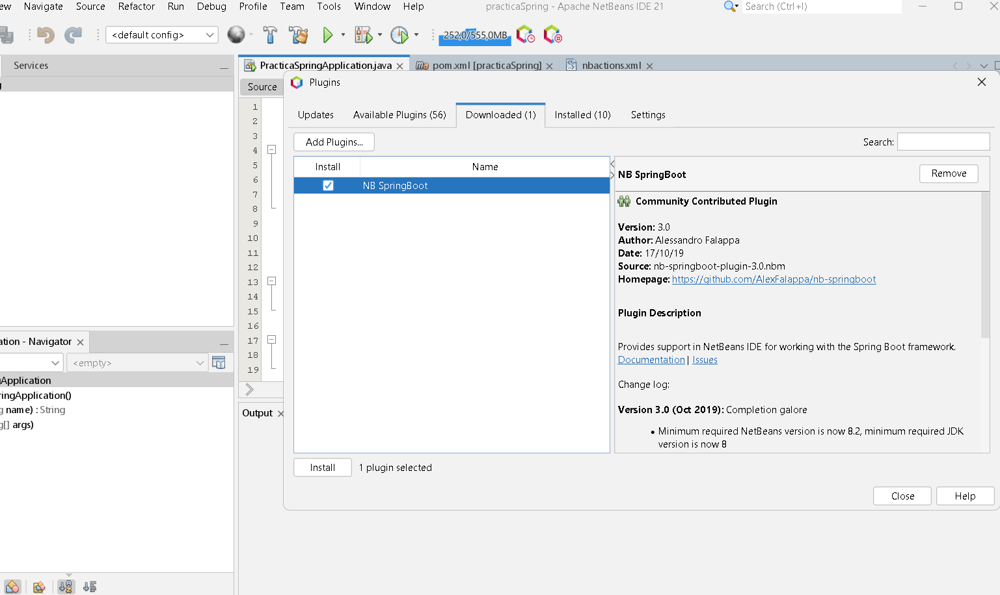 ew Navigate Source Refactor Run Debug Profile Team Tools Window Help practicaSpring - Apache NetBeans IDE 21 Search (Ctrl+I)
<default config> 252,0/555,0MB
Services
PracticaSpringApplication.java pom.xml [practicaSpring] nbactions.xml
Source
Plugins
Updates Available Plugins (56) Downloaded (1) Installed (10) Settings
Add Plugins... Search:
Install Name
NB SpringBoot
NB SpringBoot Remove
Community Contributed Plugin
Version: 3.0
Author: Alessandro Falappa
Date: 17/10/19
Source: nb-springboot-plugin-3.0.nbm
Homepage: https://github.com/AlexFalappa/nb-springboot
Plugin Description
Provides support in NetBeans IDE for working with the Spring Boot framework.
Documentation | Issues
Change log:
Version 3.0 (Oct 2019): Completion galore
• Minimum required NetBeans version is now 8.2, minimum required JDK
version is now 8
Install 1 plugin selected
Close Help
1
2
3
4
5
6
7
8
9
10
11
12
13
14
15
16
17
18
19
ation - Navigator
<empty>
gApplication
ringApplication()
g name) : String
g[] args)
Output